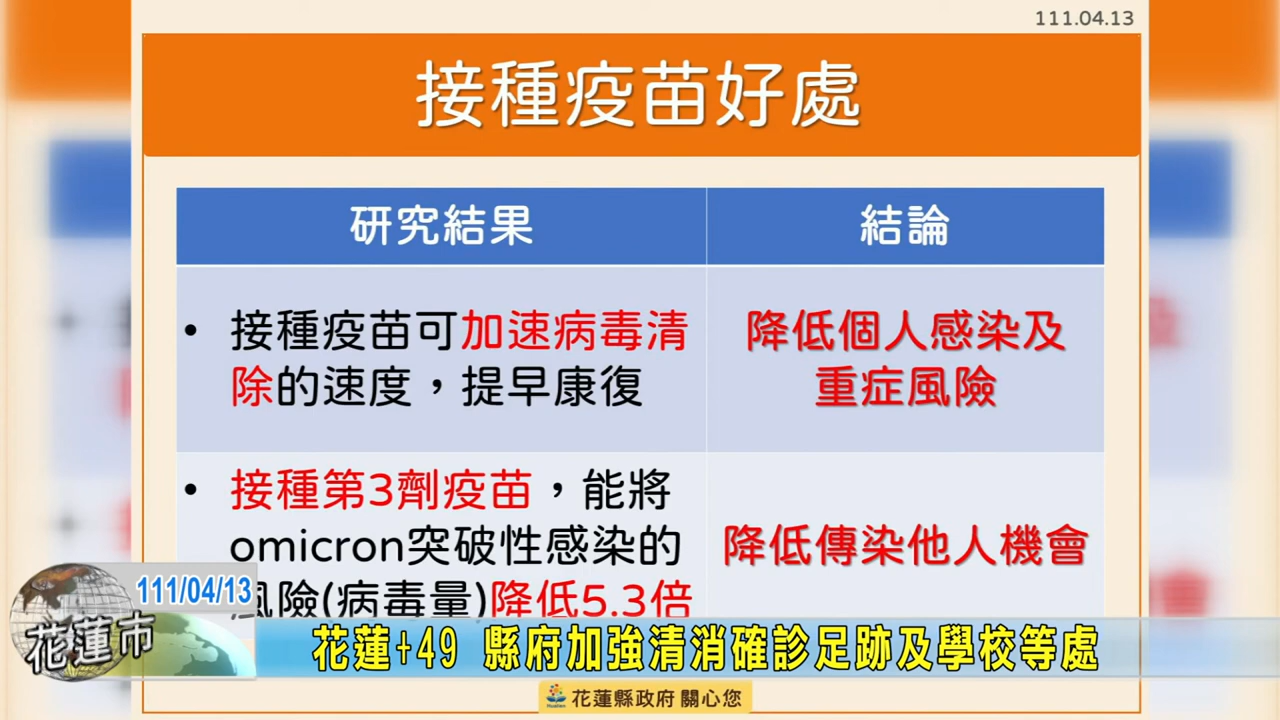 111.04.13
接種疫苗好處
研究結果
結論
• 接種疫苗可加速病毒清
除的速度，提早康復
降低個人感染及
重症風險
• 接種第3劑疫苗，能將
omicron突破性感染的
風險(病毒量)降低5.3倍
降低傳染他人機會
111/04/13
花蓮市
花蓮+49 縣府加強清消確診足跡及學校等處
花蓮縣政府 關心您